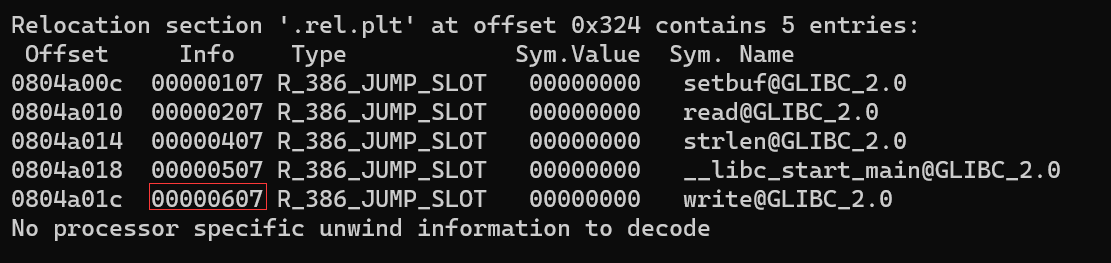 Relocation section '.rel.plt' at offset 0x324 contains 5 entries:
 Offset     Info    Type            Sym.Value  Sym. Name
0804a00c  00000107 R_386_JUMP_SLOT   00000000   setbuf@GLIBC_2.0
0804a010  00000207 R_386_JUMP_SLOT   00000000   read@GLIBC_2.0
0804a014  00000407 R_386_JUMP_SLOT   00000000   strlen@GLIBC_2.0
0804a018  00000507 R_386_JUMP_SLOT   00000000   __libc_start_main@GLIBC_2.0
0804a01c  00000607 R_386_JUMP_SLOT   00000000   write@GLIBC_2.0
No processor specific unwind information to decode